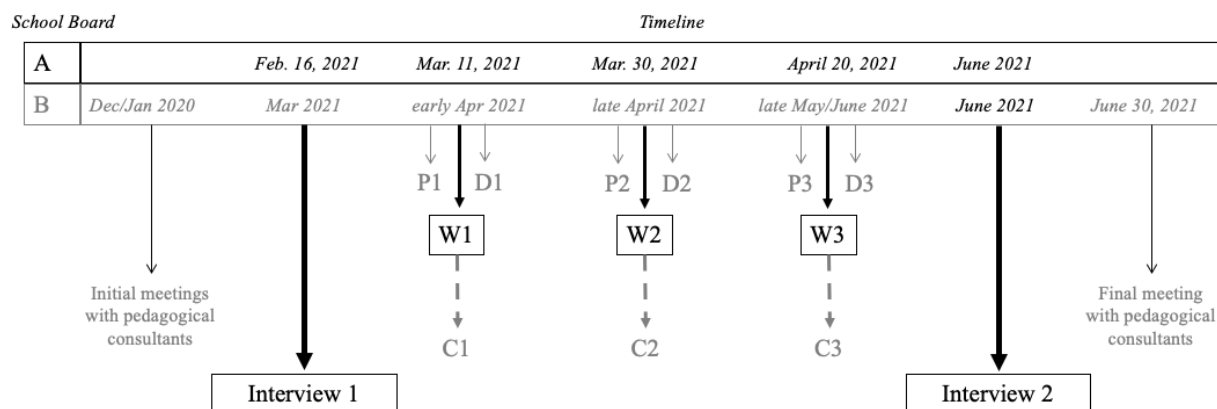 School Board Timeline
A Feb. 16, 2021 Mar. 11, 2021 Mar. 30, 2021 April 20, 2021 June 2021
B Dec/Jan 2020 Mar 2021 early Apr 2021 late April 2021 late May/June 2021 June 2021 June 30, 2021
P1 D1 P2 D2 P3 D3
W1 W2 W3
Initial meetings
with pedagogical
consultants
Final meeting
with pedagogical
consultants
C1 C2 C3
Interview 1 Interview 2